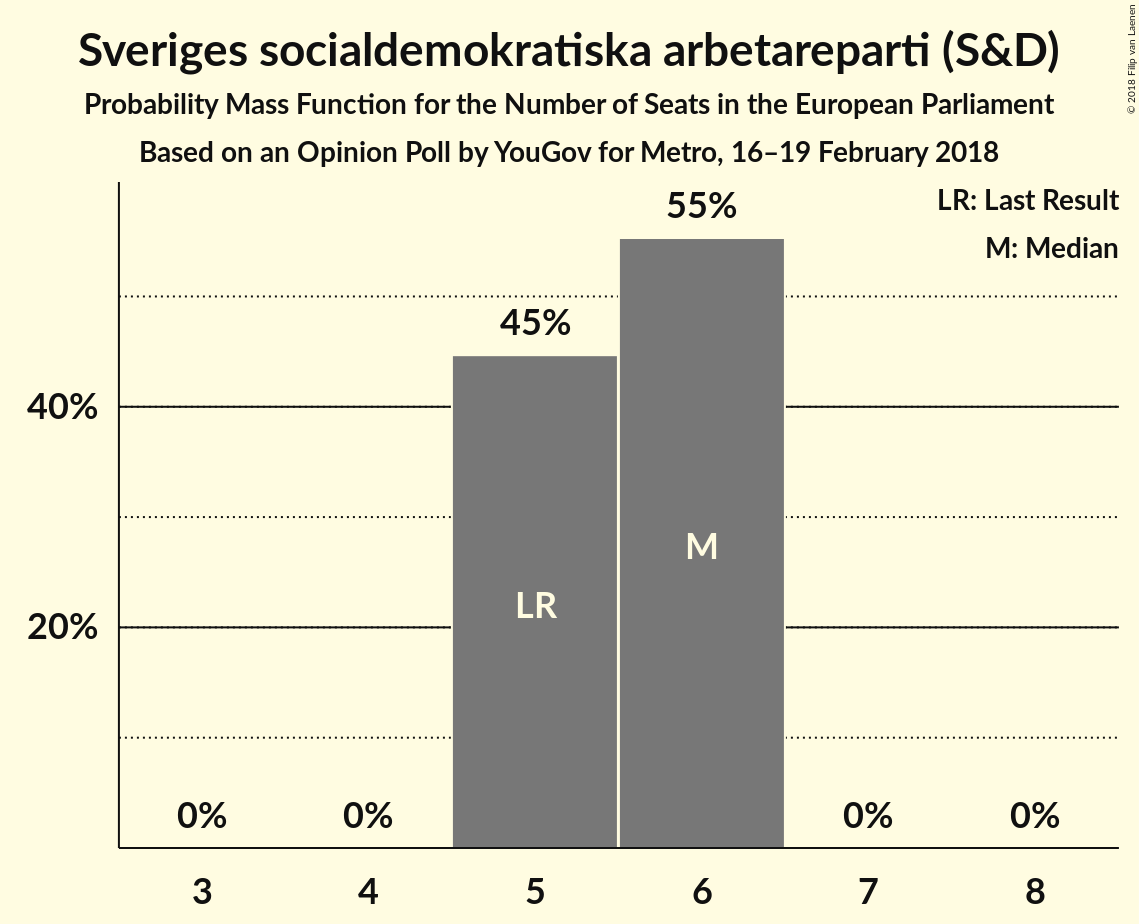 Sveriges socialdemokratiska arbetareparti (S&D)
Probability Mass Function for the Number of Seats in the European Parliament
Based on an Opinion Poll by YouGov for Metro, 16–19 February 2018
© 2018 Filip van Laenen
LR: Last Result
M: Median
55%
45%
40%
M
LR
20%
0% 0% 0% 0%
3 4 5 6 7 8